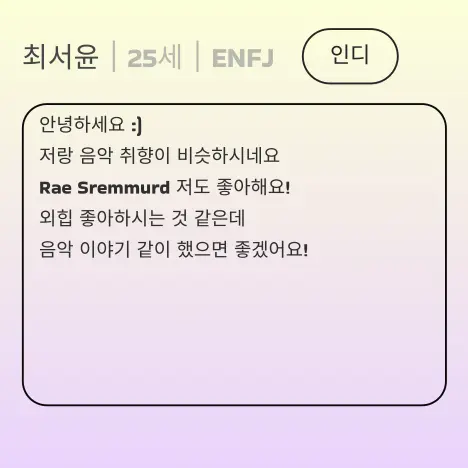 최서윤 | 25세 | ENFJ 인디
안녕하세요 :)
저랑 음악 취향이 비슷하시네요
Rae Sremmurd 저도 좋아해요!
외힙 좋아하시는 것 같은데
음악 이야기 같이 했으면 좋겠어요!